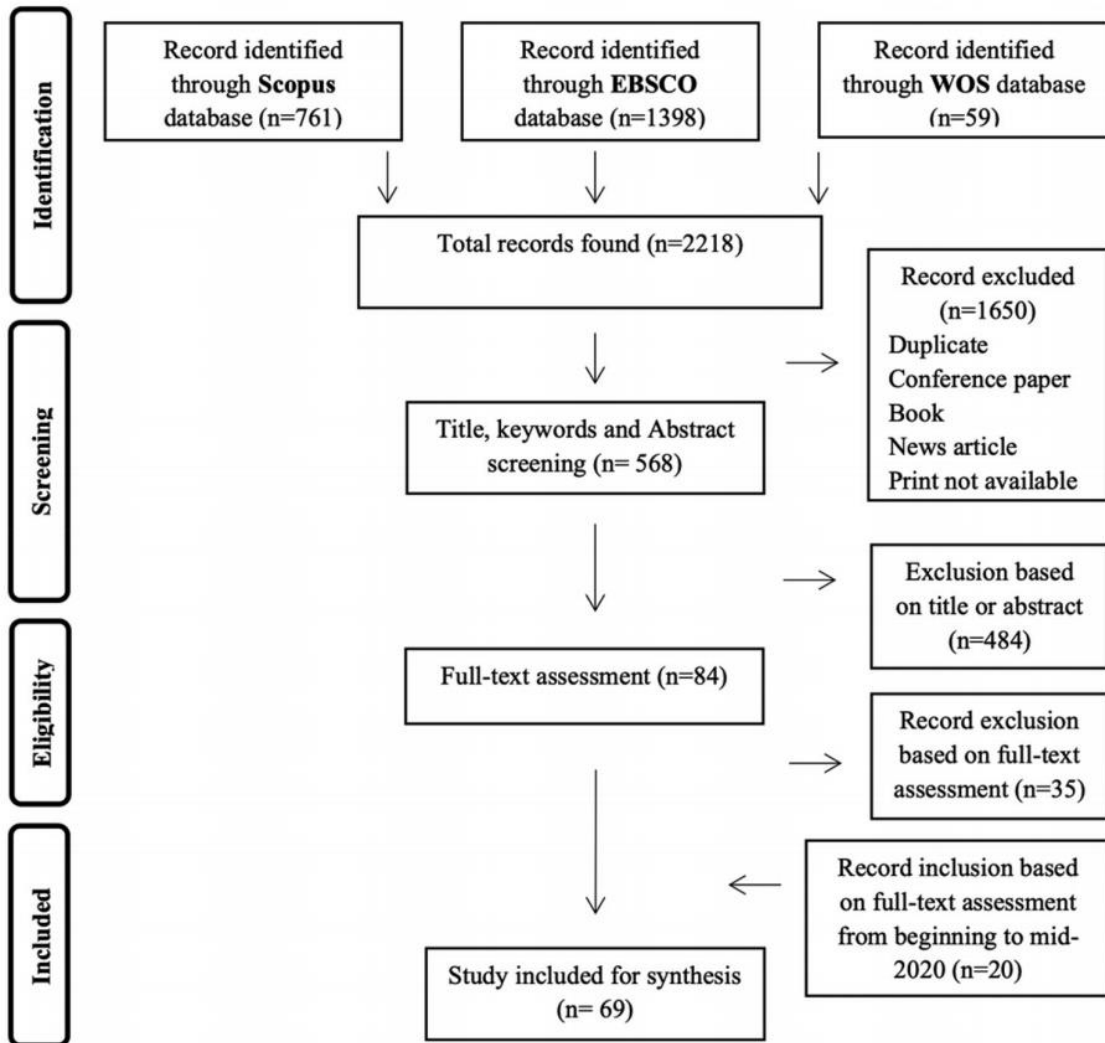 Identification
Record identified
through Scopus
database (n=761)
Record identified
through EBSCO
database (n=1398)
Record identified
through WOS database
(n=59)
Total records found (n=2218)
Record excluded
(n=1650)
Duplicate
Conference paper
Book
News article
Print not available
Screening
Title, keywords and Abstract
screening (n= 568)
Exclusion based
on title or abstract
(n=484)
Eligibility
Full-text assessment (n=84)
Record exclusion
based on full-text
assessment (n=35)
Included
Record inclusion based
on full-text assessment
from beginning to mid-
2020 (n=20)
Study included for synthesis
(n= 69)